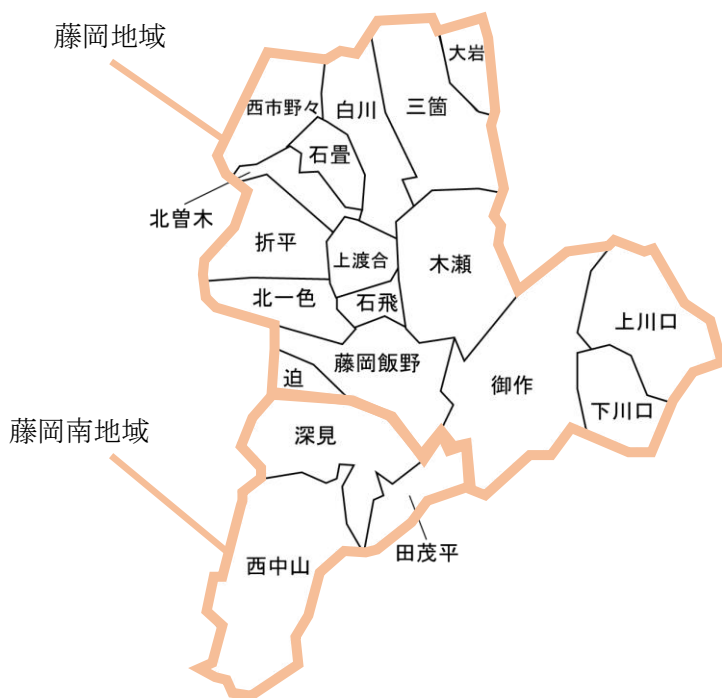 藤岡地域
大岩
西市野々
白川
三箇
石畳
北曽木
折平
上渡合
木瀬
北一色
石飛
上川口
藤岡飯野
迫
御作
下川口
藤岡南地域
深見
田茂平
西中山